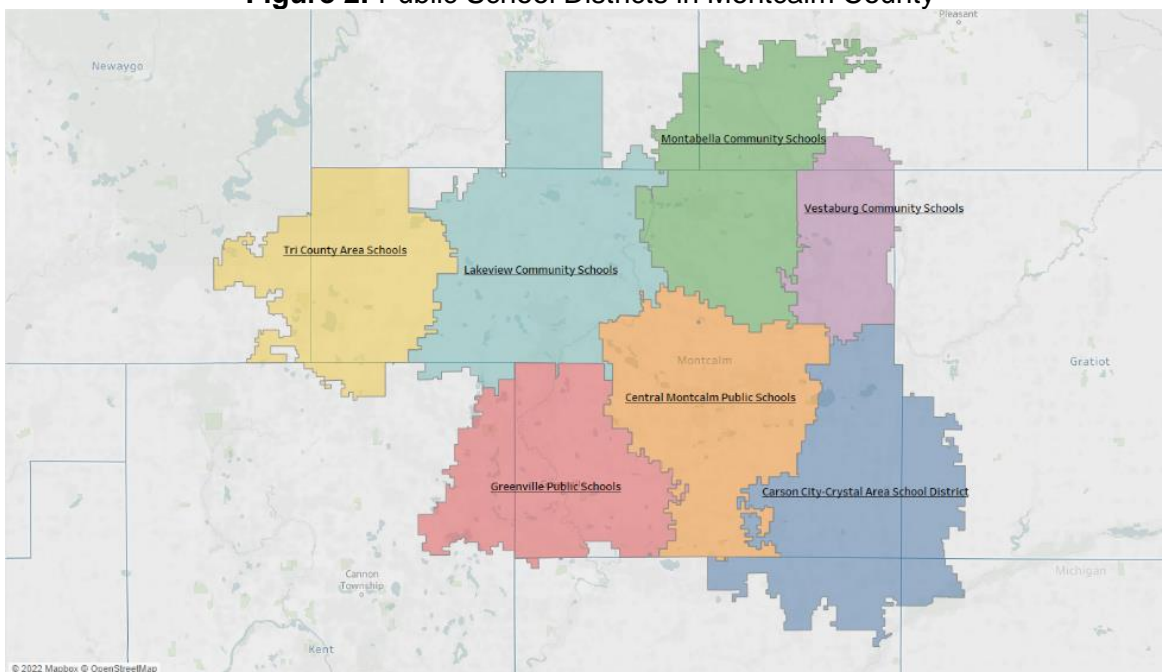 Figure 2. Public School Districts in Montcalm County
Pleasant
Newaygo
Montabella Community Schools
Vestaburg Community Schools
Tri County Area Schools
Lakeview Community Schools
Montcalm
Gratiot
Central Montcalm Public Schools
Greenville Public Schools
Carson City-Crystal Area School District
Cannon
Township
Michigan
Kent
© 2022 Mapbox © OpenStreetMap